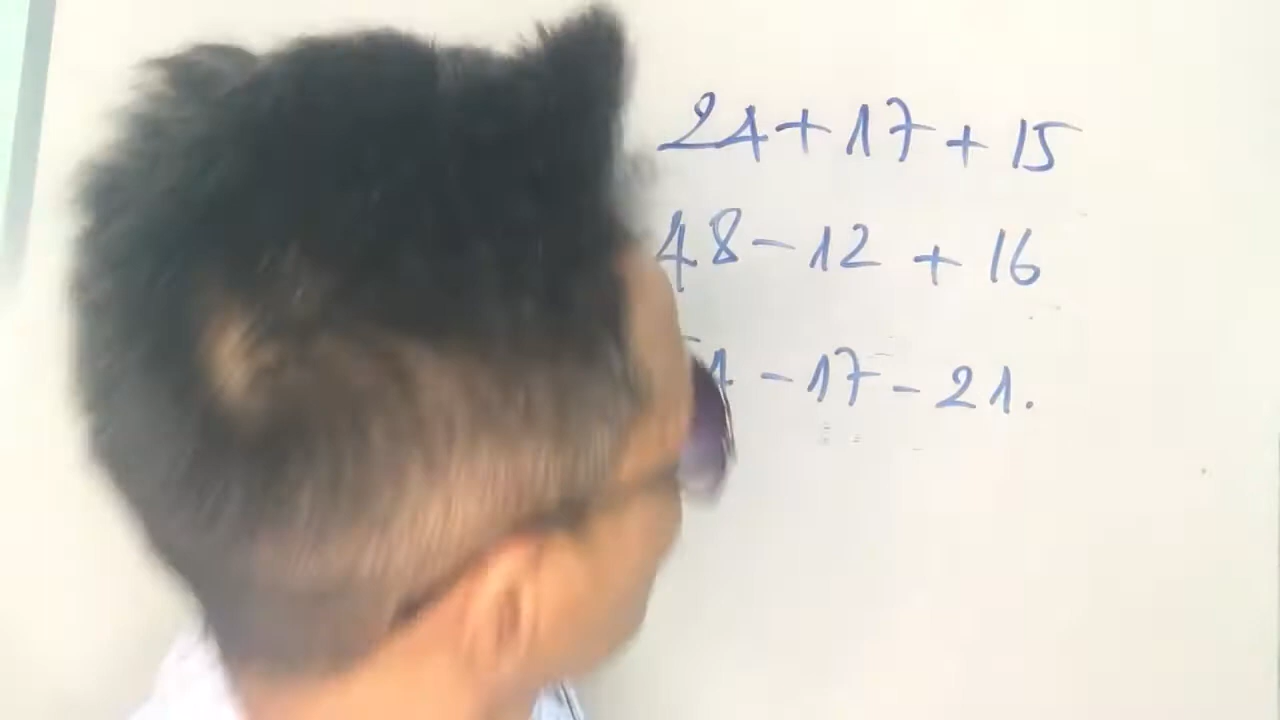 24 + 17 + 15
48 - 12 + 16
- 17 - 21.